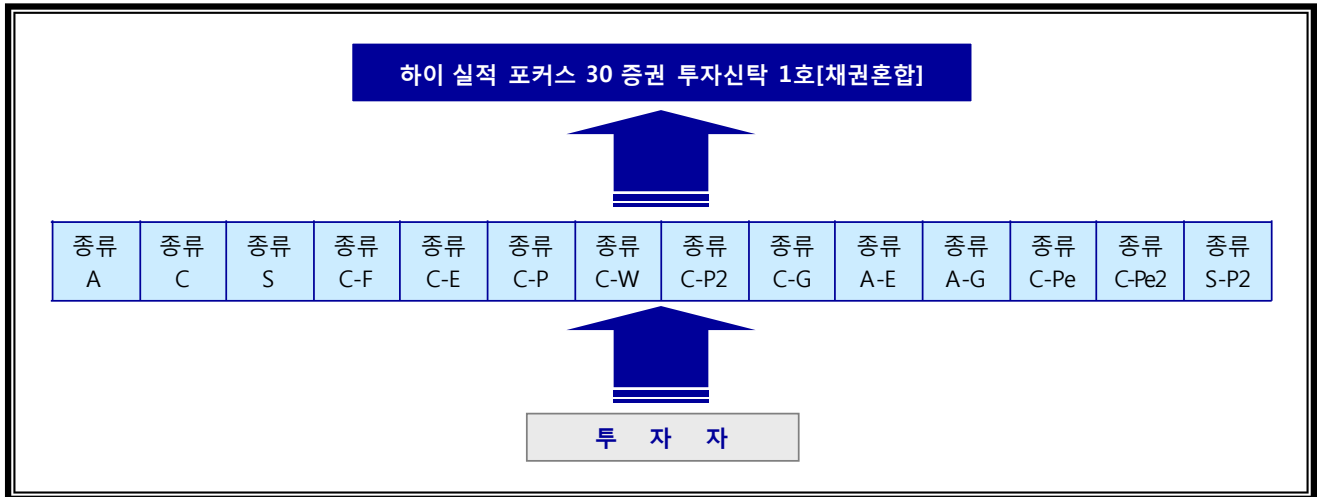 하이 실적 포커스 30 증권 투자신탁 1호[채권혼합]
종류 종류 종류 종류 종류 종류 종류 종류 종류 종류 종류 종류 종류 종류
A C S C-F C-E C-P C-W C-P2 C-G A-E A-G C-Pe C-Pe2 S-P2
투 자 자